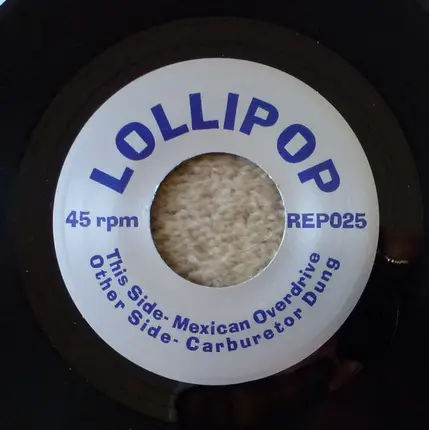 LOLLIPOP
45 rpm
REP025
This Side- Mexican Overdrive
Other Side- Carburetor Dung